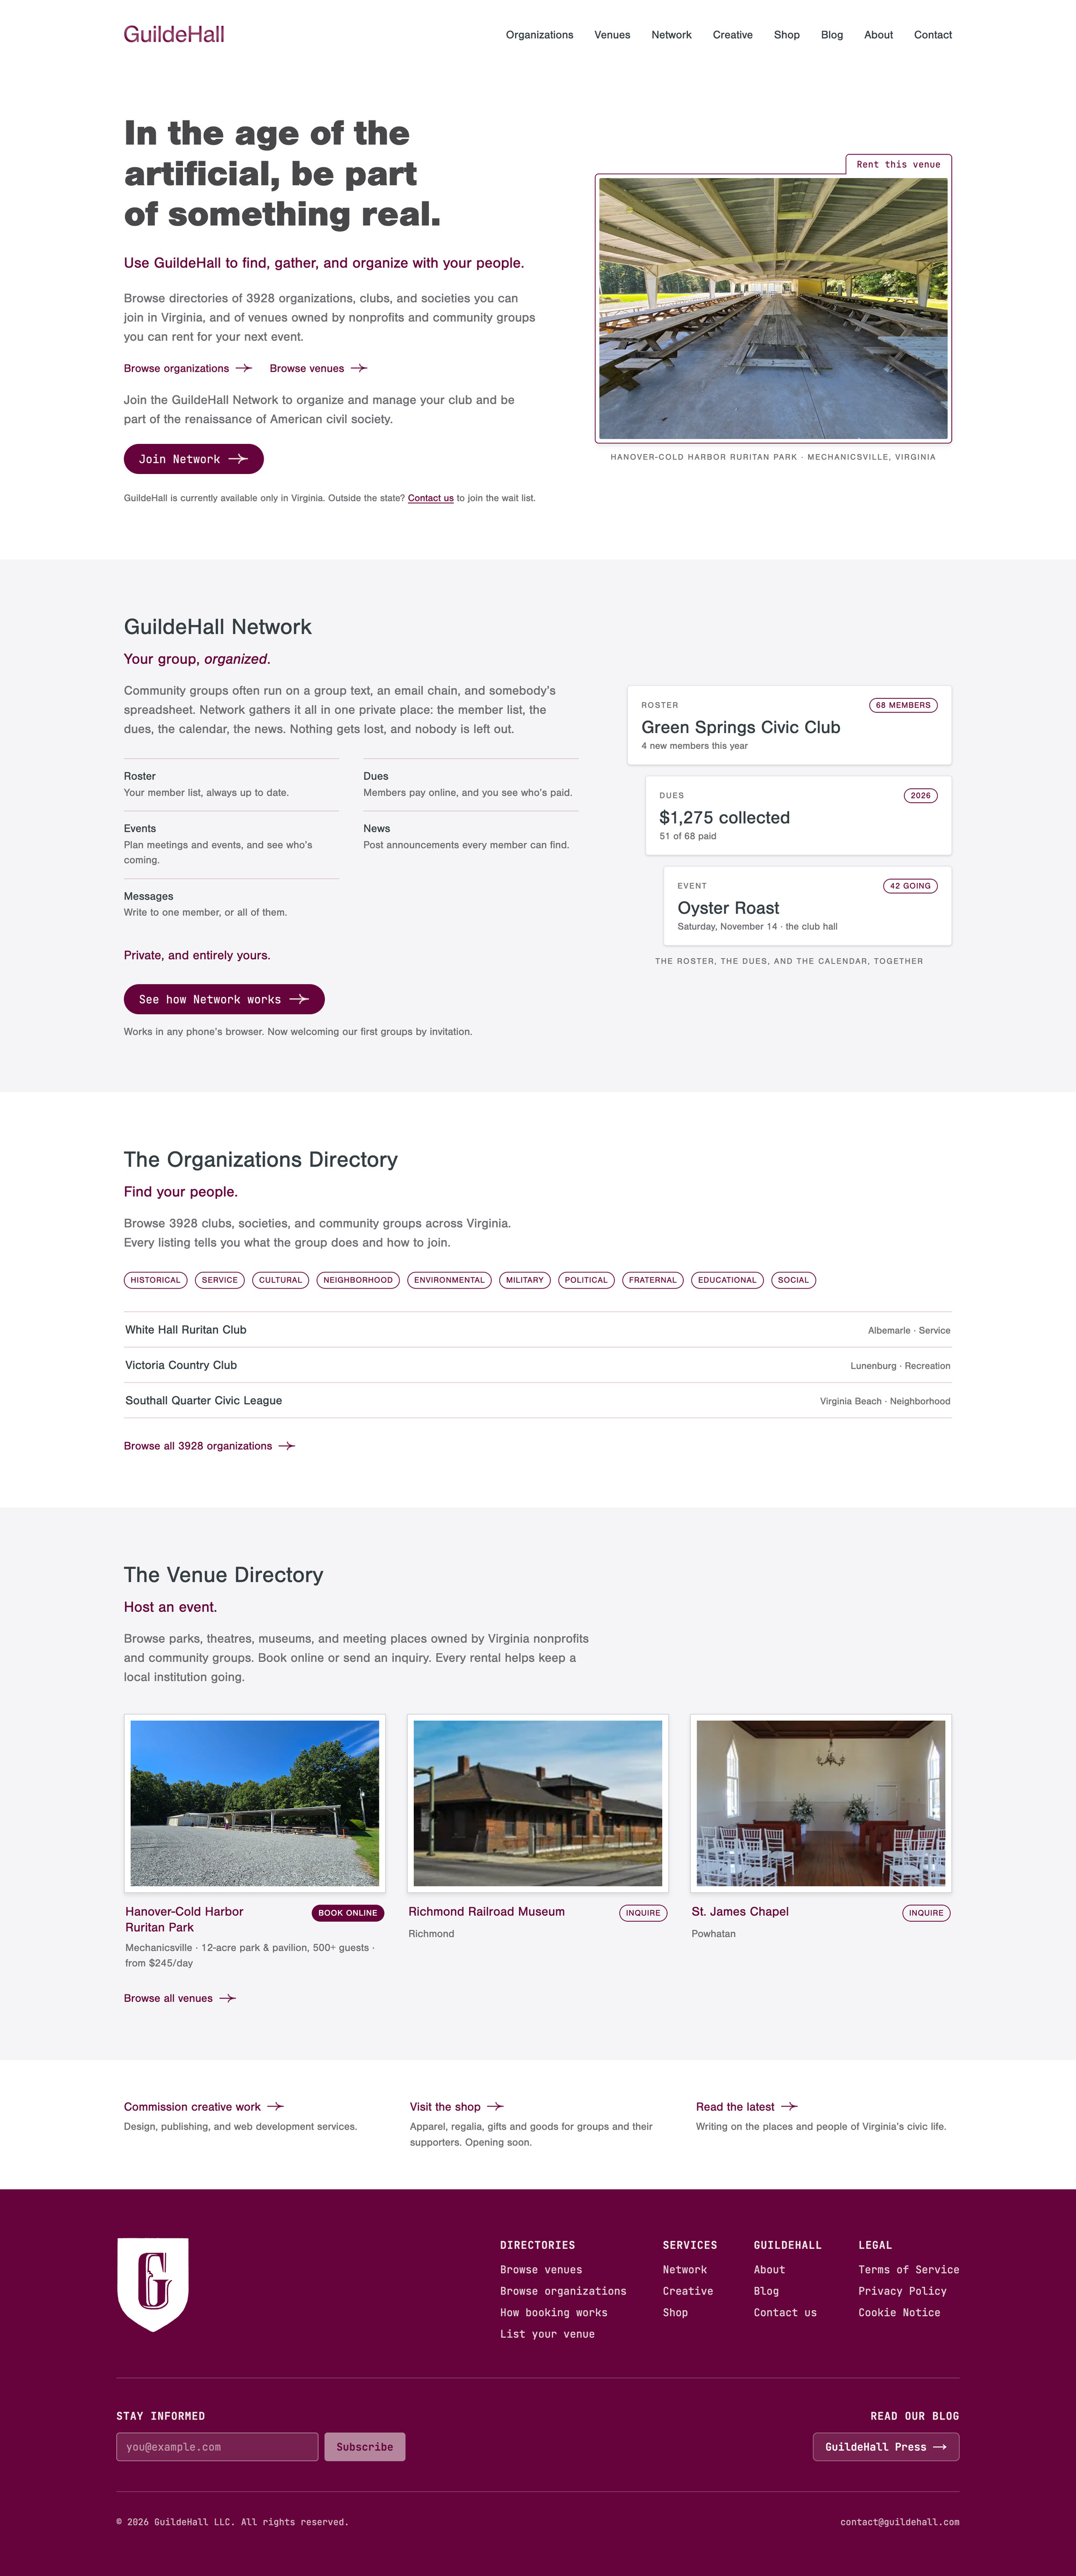 GuildeHall
Organizations Venues Network Creative Shop Blog About Contact
In the age of the
artificial, be part
of something real.
Use GuildeHall to find, gather, and organize with your people.
Browse directories of 3928 organizations, clubs, and societies you can
join in Virginia, and of venues owned by nonprofits and community groups
you can rent for your next event.
Browse organizations Browse venues
Join the GuildeHall Network to organize and manage your club and be
part of the renaissance of American civil society.
Join Network
GuildeHall is currently available only in Virginia. Outside the state? Contact us to join the wait list.
Rent this venue
HANOVER-COLD HARBOR RURITAN PARK · MECHANICSVILLE, VIRGINIA
GuildeHall Network
Your group, organized.
Community groups often run on a group text, an email chain, and somebody's
spreadsheet. Network gathers it all in one private place: the member list, the
dues, the calendar, the news. Nothing gets lost, and nobody is left out.
Roster
Your member list, always up to date.
Dues
Members pay online, and you see who's paid.
Events
Plan meetings and events, and see who's
coming.
News
Post announcements every member can find.
Messages
Write to one member, or all of them.
Private, and entirely yours.
See how Network works
Works in any phone's browser. Now welcoming our first groups by invitation.
ROSTER 68 MEMBERS
Green Springs Civic Club
4 new members this year
DUES 2026
$1,275 collected
51 of 68 paid
EVENT 42 GOING
Oyster Roast
Saturday, November 14 · the club hall
THE ROSTER, THE DUES, AND THE CALENDAR, TOGETHER
The Organizations Directory
Find your people.
Browse 3928 clubs, societies, and community groups across Virginia.
Every listing tells you what the group does and how to join.
HISTORICAL SERVICE CULTURAL NEIGHBORHOOD ENVIRONMENTAL MILITARY POLITICAL FRATERNAL EDUCATIONAL SOCIAL
White Hall Ruritan Club Albemarle · Service
Victoria Country Club Lunenburg · Recreation
Southall Quarter Civic League Virginia Beach · Neighborhood
Browse all 3928 organizations
The Venue Directory
Host an event.
Browse parks, theatres, museums, and meeting places owned by Virginia nonprofits
and community groups. Book online or send an inquiry. Every rental helps keep a
local institution going.
Hanover-Cold Harbor
Ruritan Park
BOOK ONLINE
Mechanicsville · 12-acre park & pavilion, 500+ guests ·
from $245/day
Richmond Railroad Museum INQUIRE
Richmond
St. James Chapel INQUIRE
Powhatan
Browse all venues
Commission creative work
Design, publishing, and web development services.
Visit the shop
Apparel, regalia, gifts and goods for groups and their
supporters. Opening soon.
Read the latest
Writing on the places and people of Virginia's civic life.
G
DIRECTORIES
Browse venues
Browse organizations
How booking works
List your venue
SERVICES
Network
Creative
Shop
GUILDEHALL
About
Blog
Contact us
LEGAL
Terms of Service
Privacy Policy
Cookie Notice
STAY INFORMED
you@example.com Subscribe
READ OUR BLOG
GuildeHall Press
© 2026 GuildeHall LLC. All rights reserved.
contact@guildehall.com